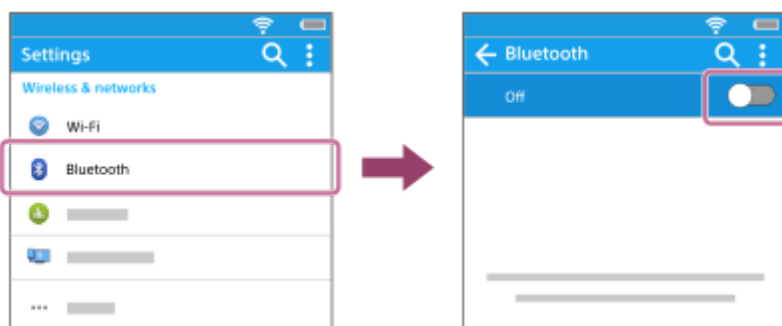 Settings
Wireless & networks
Wi-Fi
Bluetooth
Bluetooth
Off